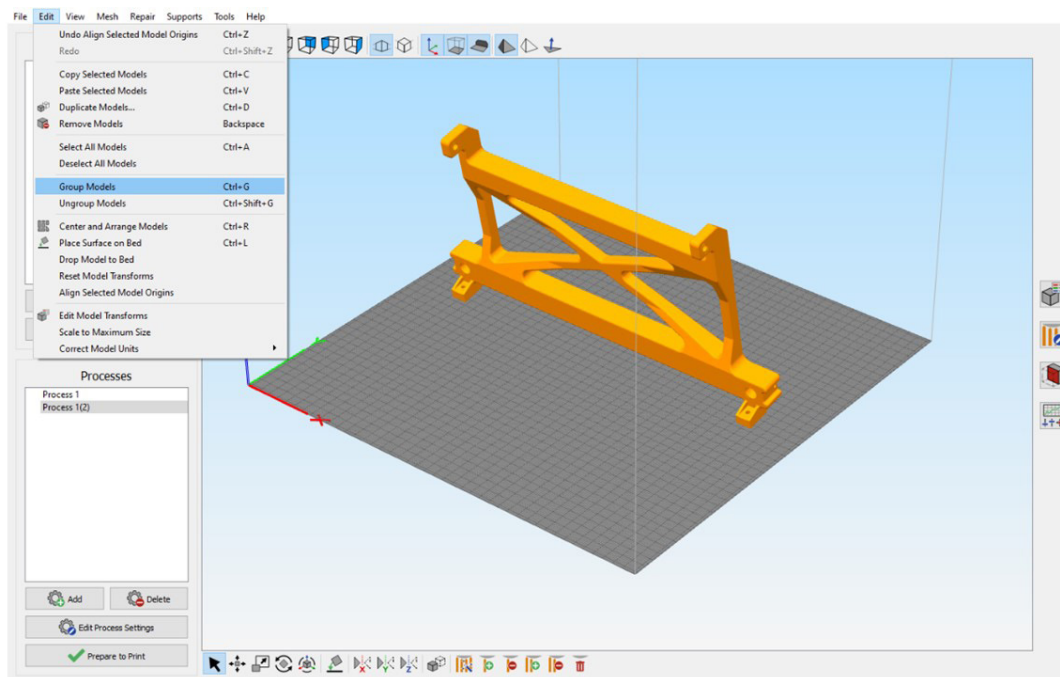 File Edit View Mesh Repair Supports Tools Help
Undo Align Selected Model Origins Ctrl+Z
Redo Ctrl+Shift+Z
Copy Selected Models Ctrl+C
Paste Selected Models Ctrl+V
Duplicate Models... Ctrl+D
Remove Models Backspace
Select All Models Ctrl+A
Deselect All Models
Group Models Ctrl+G
Ungroup Models Ctrl+Shift+G
Center and Arrange Models Ctrl+R
Place Surface on Bed Ctrl+L
Drop Model to Bed
Reset Model Transforms
Align Selected Model Origins
Edit Model Transforms
Scale to Maximum Size
Correct Model Units
Processes
Process 1
Process 1(2)
Add Delete
Edit Process Settings
Prepare to Print
X Y Z